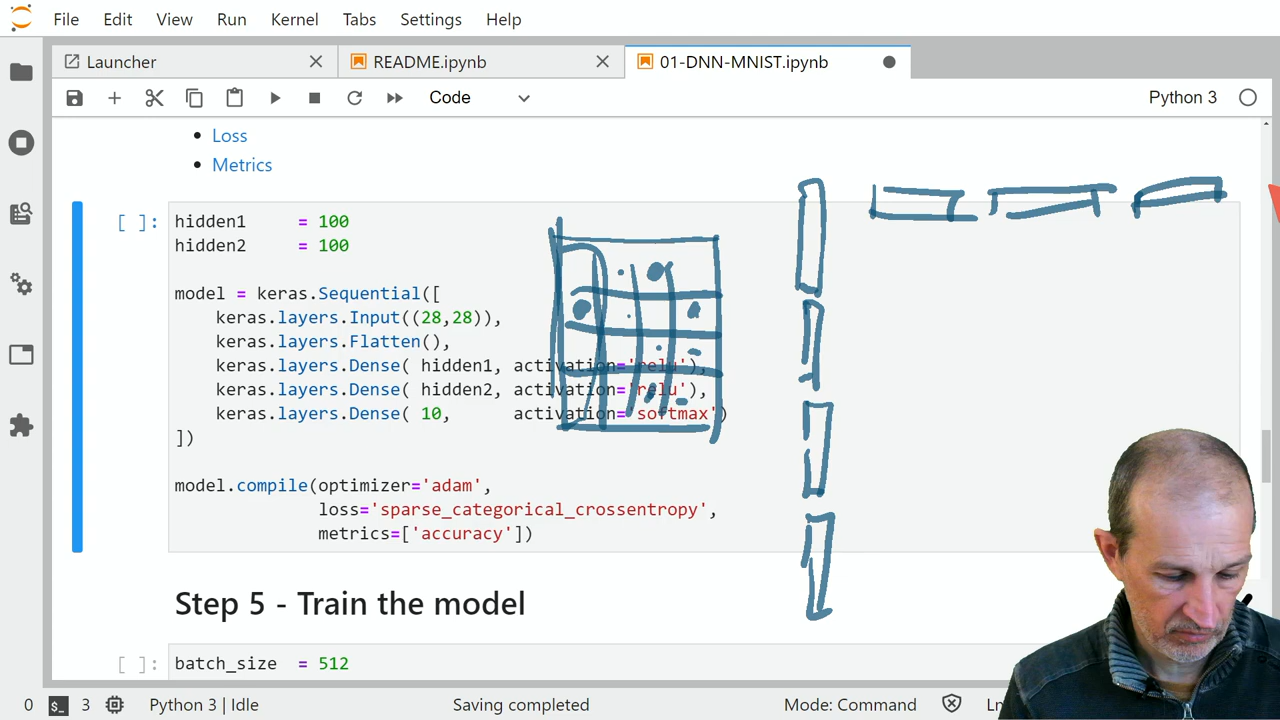 File Edit View Run Kernel Tabs Settings Help
Launcher README.ipynb 01-DNN-MNIST.ipynb
Code Python 3
Loss
Metrics
[ ]: hidden1 = 100
hidden2 = 100
model = keras.Sequential([
keras.layers.Input((28,28)),
keras.layers.Flatten(),
keras.layers.Dense( hidden1, activation='relu'),
keras.layers.Dense( hidden2, activation='relu'),
keras.layers.Dense( 10, activation='softmax')
])
model.compile(optimizer='adam',
loss='sparse_categorical_crossentropy',
metrics=['accuracy'])
Step 5 - Train the model
[ ]: batch_size = 512
0 $_ 3 Python 3 | Idle Saving completed Mode: Command Ln